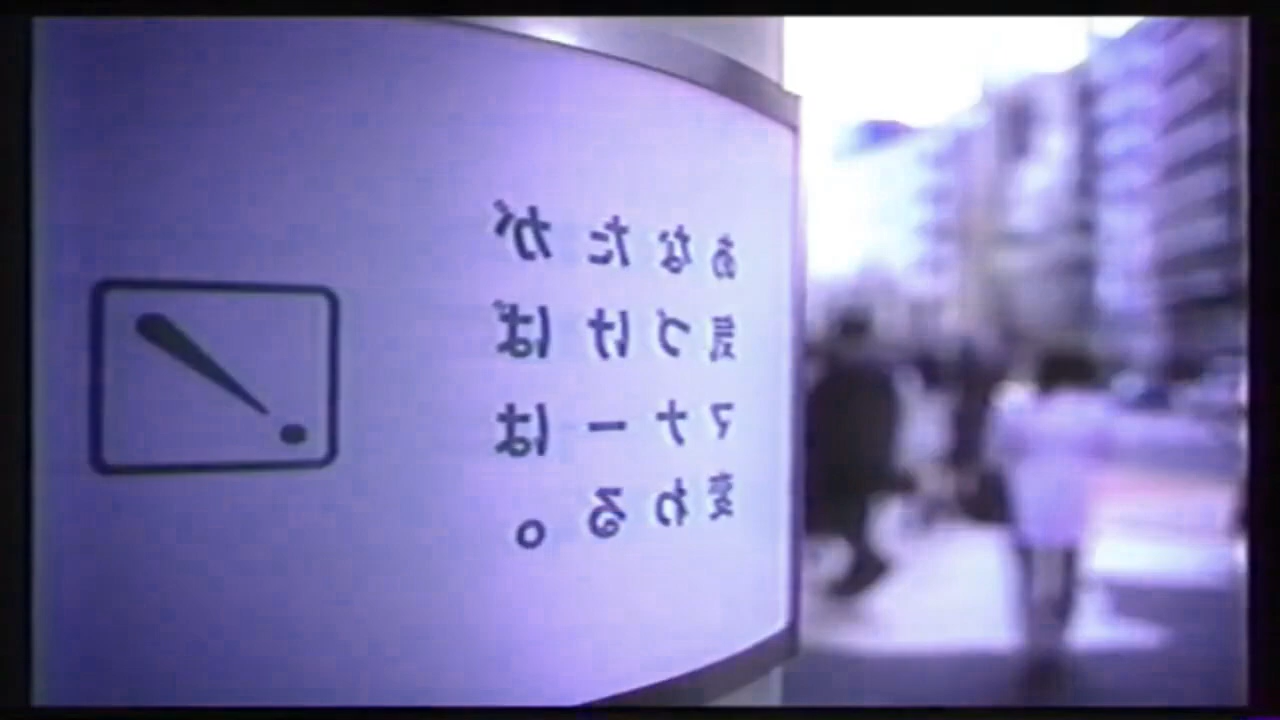 あなたが
気づけば
マナーは
変わる。